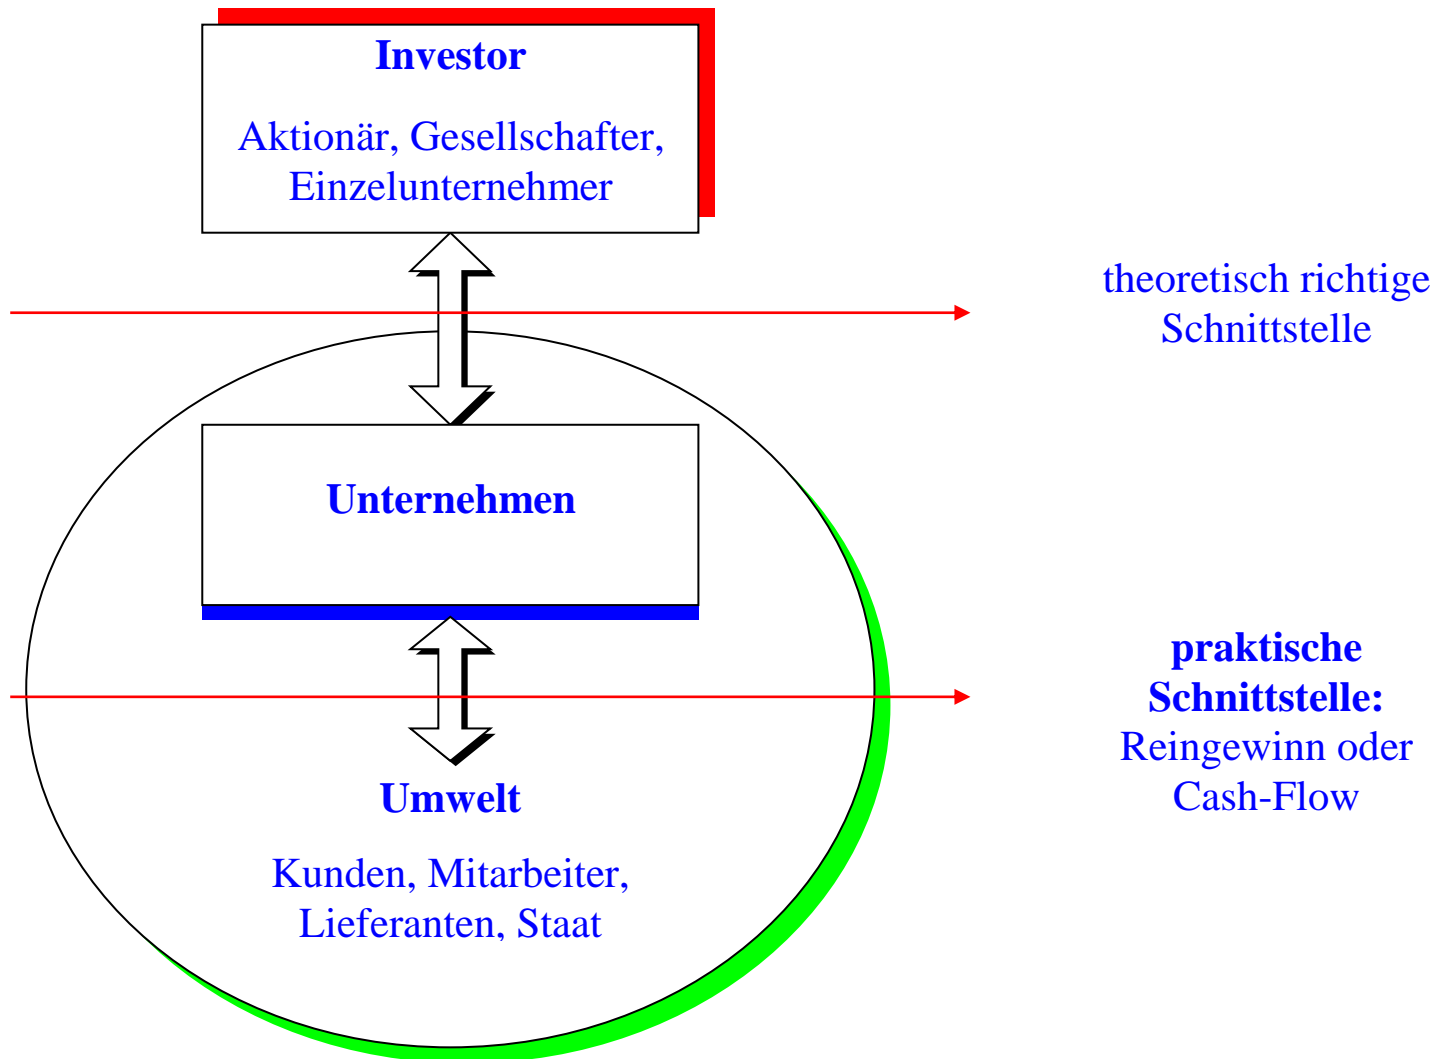 Investor
Aktionär, Gesellschafter,
Einzelunternehmer
theoretisch richtige
Schnittstelle
Unternehmen
praktische
Schnittstelle:
Reingewinn oder
Cash-Flow
Umwelt
Kunden, Mitarbeiter,
Lieferanten, Staat